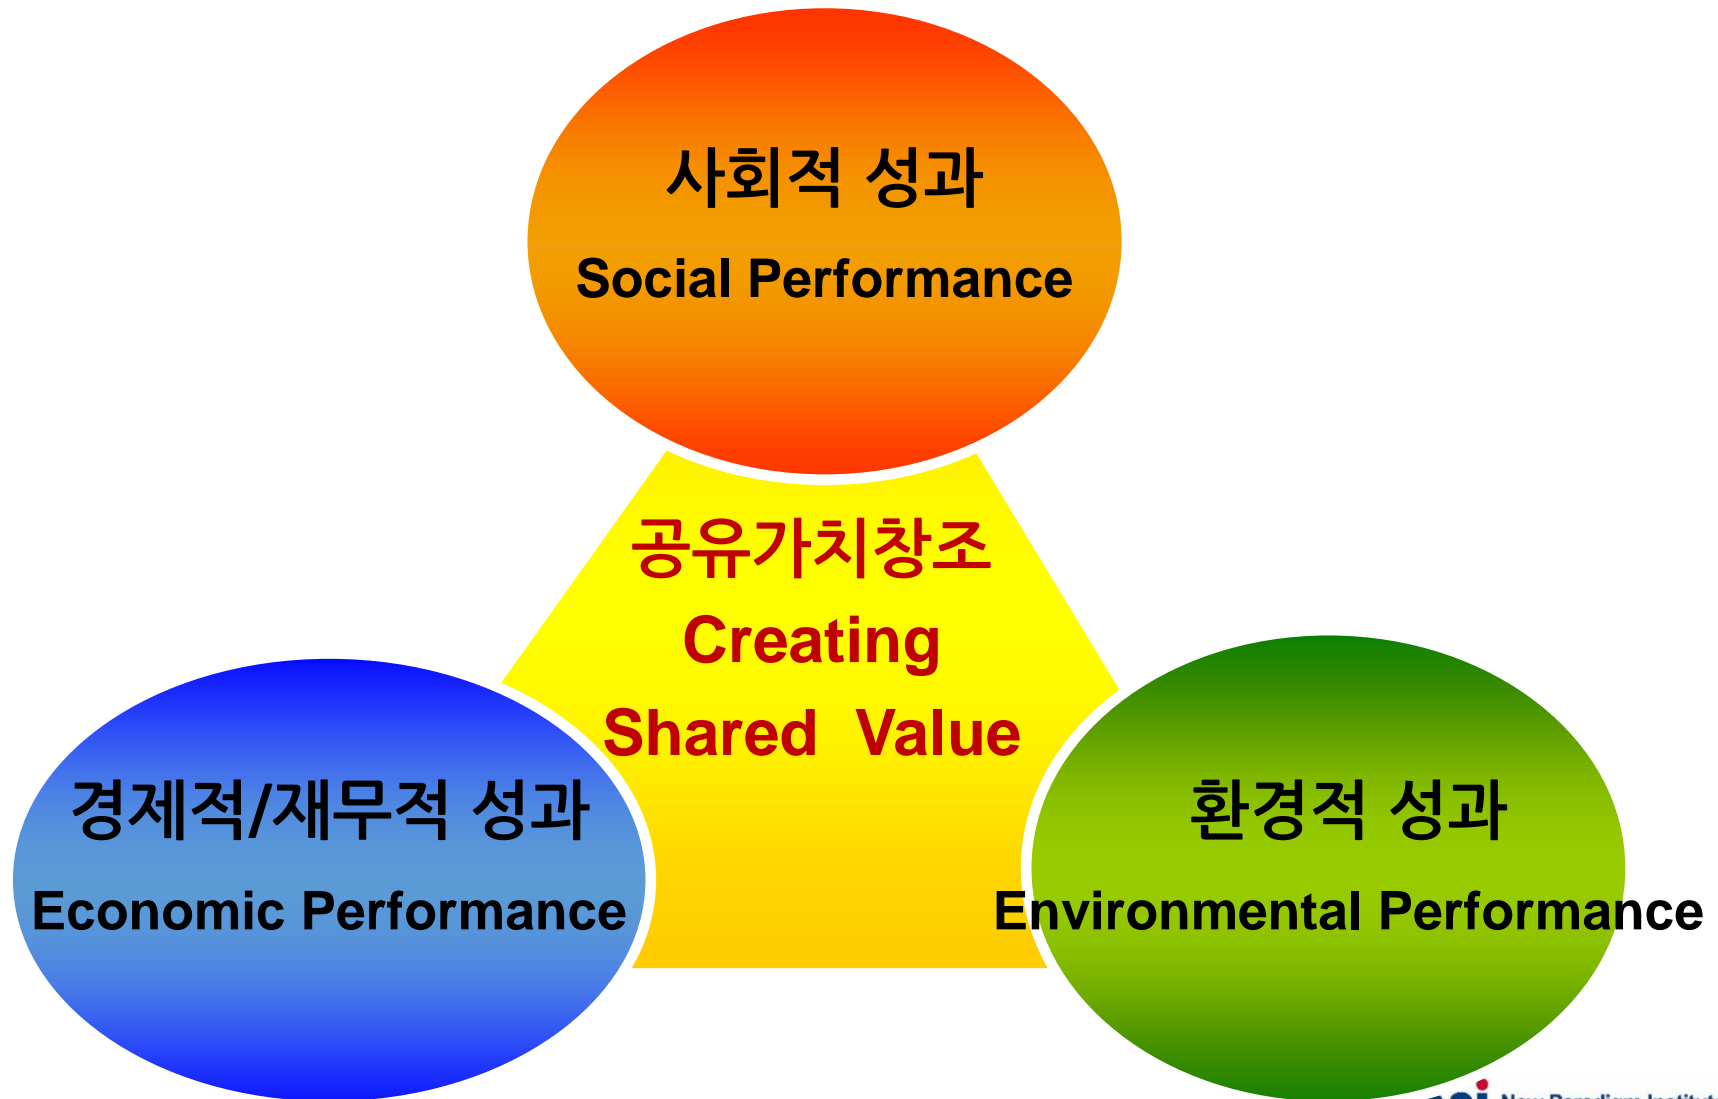 사회적 성과
Social Performance
공유가치창조
Creating
Shared Value
경제적/재무적 성과
Economic Performance
환경적 성과
Environmental Performance